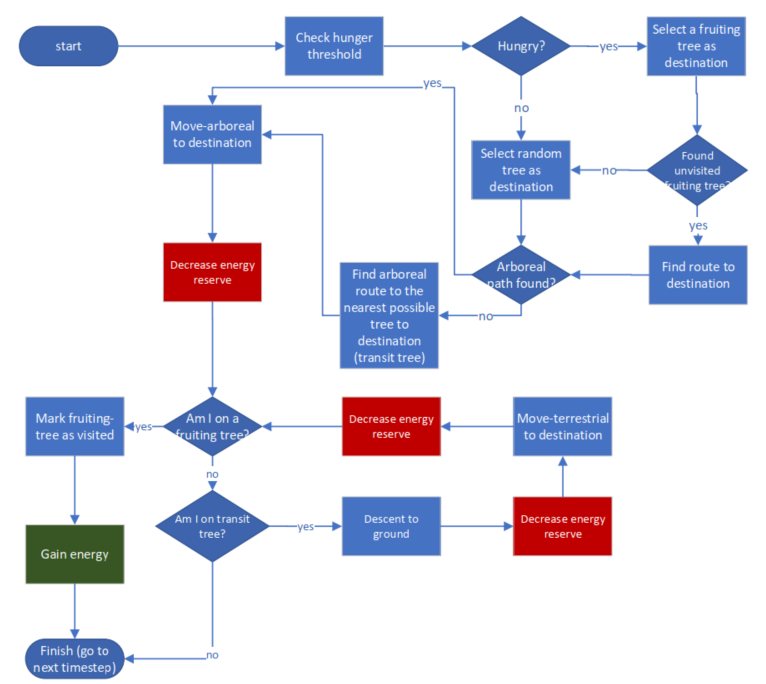 start
Check hunger
threshold
Hungry?
yes
Select a fruiting
tree as
destination
no
yes
Move-arboreal
to destination
Select random
tree as
destination
no
Found
unvisited
fruiting tree?
yes
Decrease energy
reserve
Find arboreal
route to the
nearest possible
tree to
destination
(transit tree)
no
Arboreal
path found?
Find route to
destination
Mark fruiting-
tree as visited
yes
Am I on a
fruiting tree?
Decrease energy
reserve
Move-terrestrial
to destination
no
Am I on transit
tree?
yes
Descent to
ground
Decrease energy
reserve
Gain energy
no
Finish (go to
next timestep)